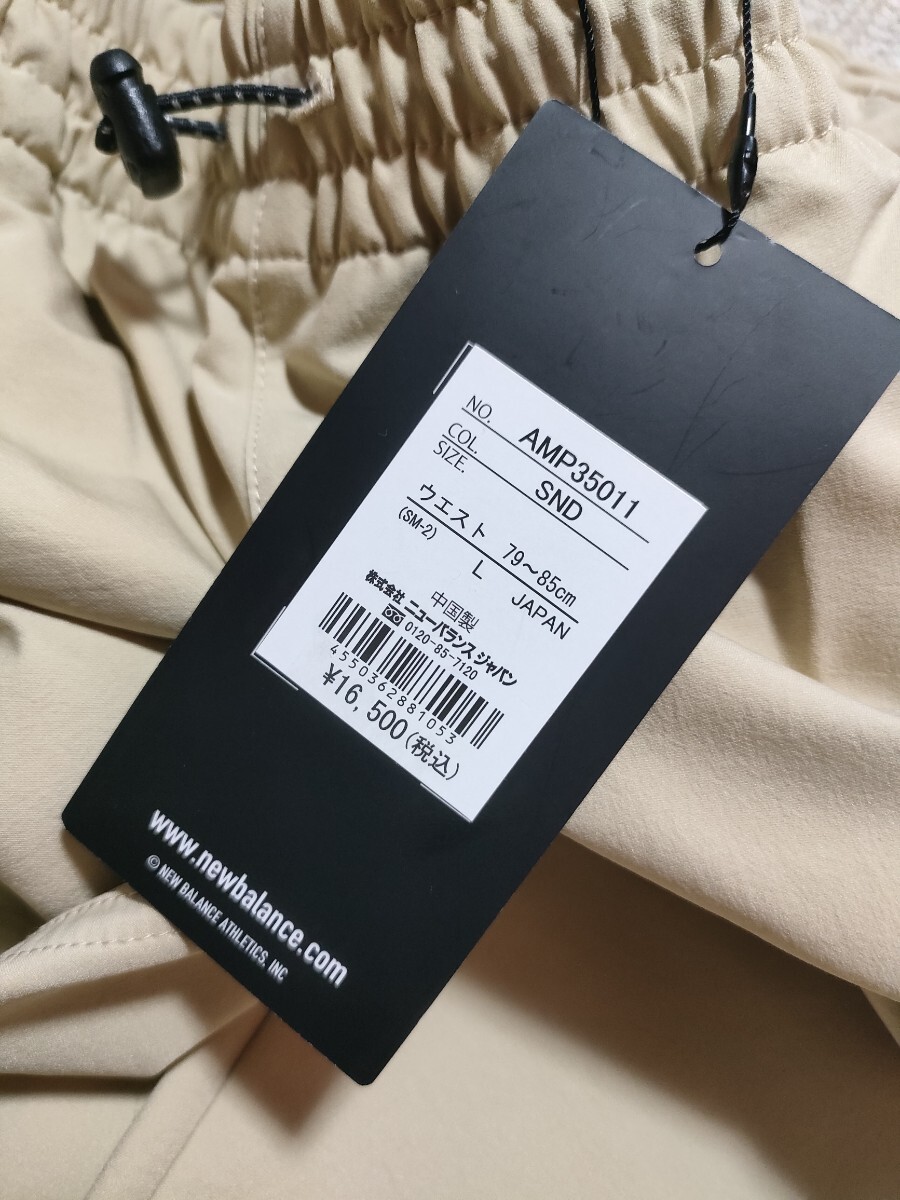 NO. AMP35011
COL. SND
SIZE.
ウエスト 79～85cm
(SM-2) L JAPAN
中国製
株式会社 ニューバランス ジャパン
0120-85-7120
4550362881053
¥16,500(税込)
www.newbalance.com
© NEW BALANCE ATHLETICS, INC